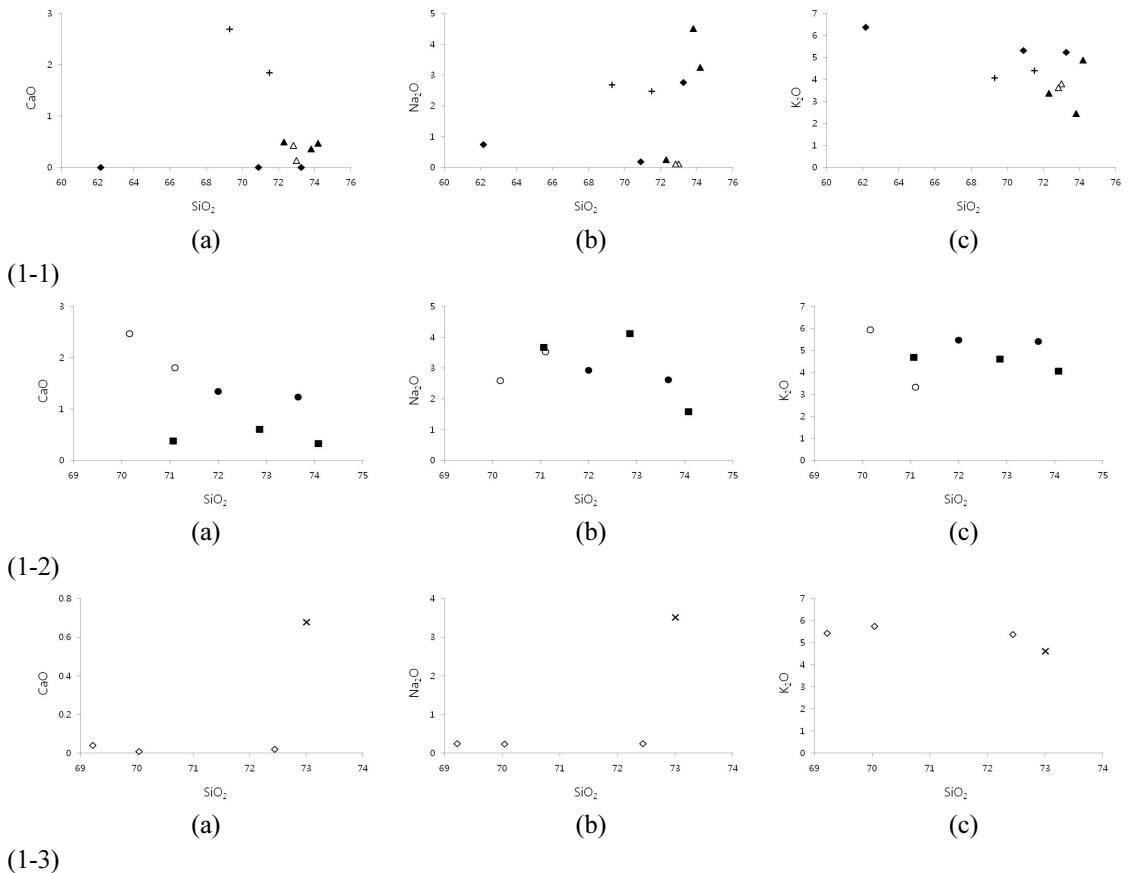 3
2
1
0
CaO
60 62 64 66 68 70 72 74 76
SiO₂
(a)
5
4
3
2
1
0
Na₂O
60 62 64 66 68 70 72 74 76
SiO₂
(b)
7
6
5
4
3
2
1
0
K₂O
60 62 64 66 68 70 72 74 76
SiO₂
(c)
(1-1)
3
2
1
0
CaO
69 70 71 72 73 74 75
SiO₂
(a)
5
4
3
2
1
0
Na₂O
69 70 71 72 73 74 75
SiO₂
(b)
7
6
5
4
3
2
1
0
K₂O
69 70 71 72 73 74 75
SiO₂
(c)
(1-2)
0.8
0.6
0.4
0.2
0
CaO
69 70 71 72 73 74
SiO₂
(a)
4
3
2
1
0
Na₂O
69 70 71 72 73 74
SiO₂
(b)
7
6
5
4
3
2
1
0
K₂O
69 70 71 72 73 74
SiO₂
(c)
(1-3)